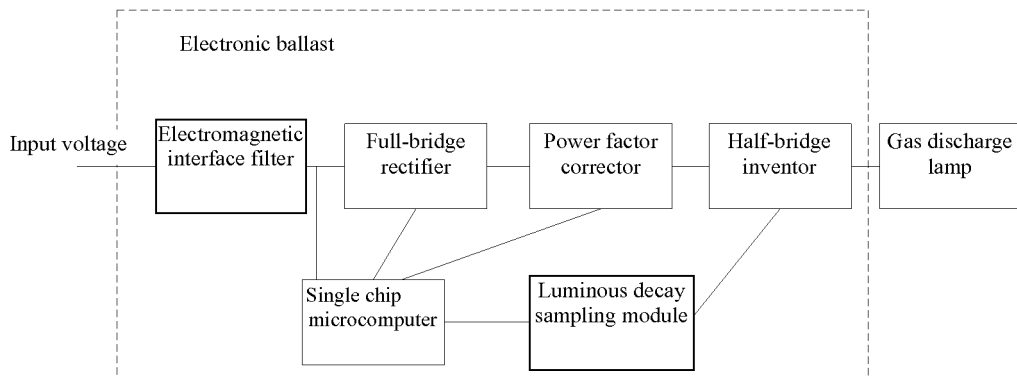 Electronic ballast
Input voltage
Electromagnetic
interface filter
Full-bridge
rectifier
Power factor
corrector
Half-bridge
inventor
Gas discharge
lamp
Single chip
microcomputer
Luminous decay
sampling module